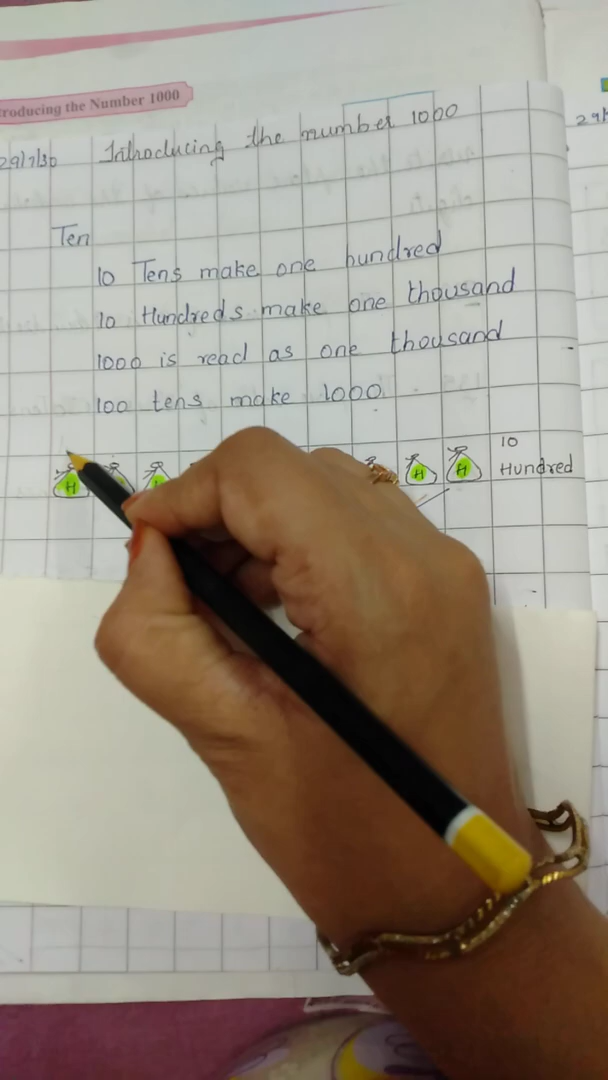 roducing the Number 1000
29/7/30 Introducing the number 1000
Ten
10 Tens make one hundred
10 Hundreds make one thousand
1000 is read as one thousand
100 tens make 1000
H H H 10
Hundred